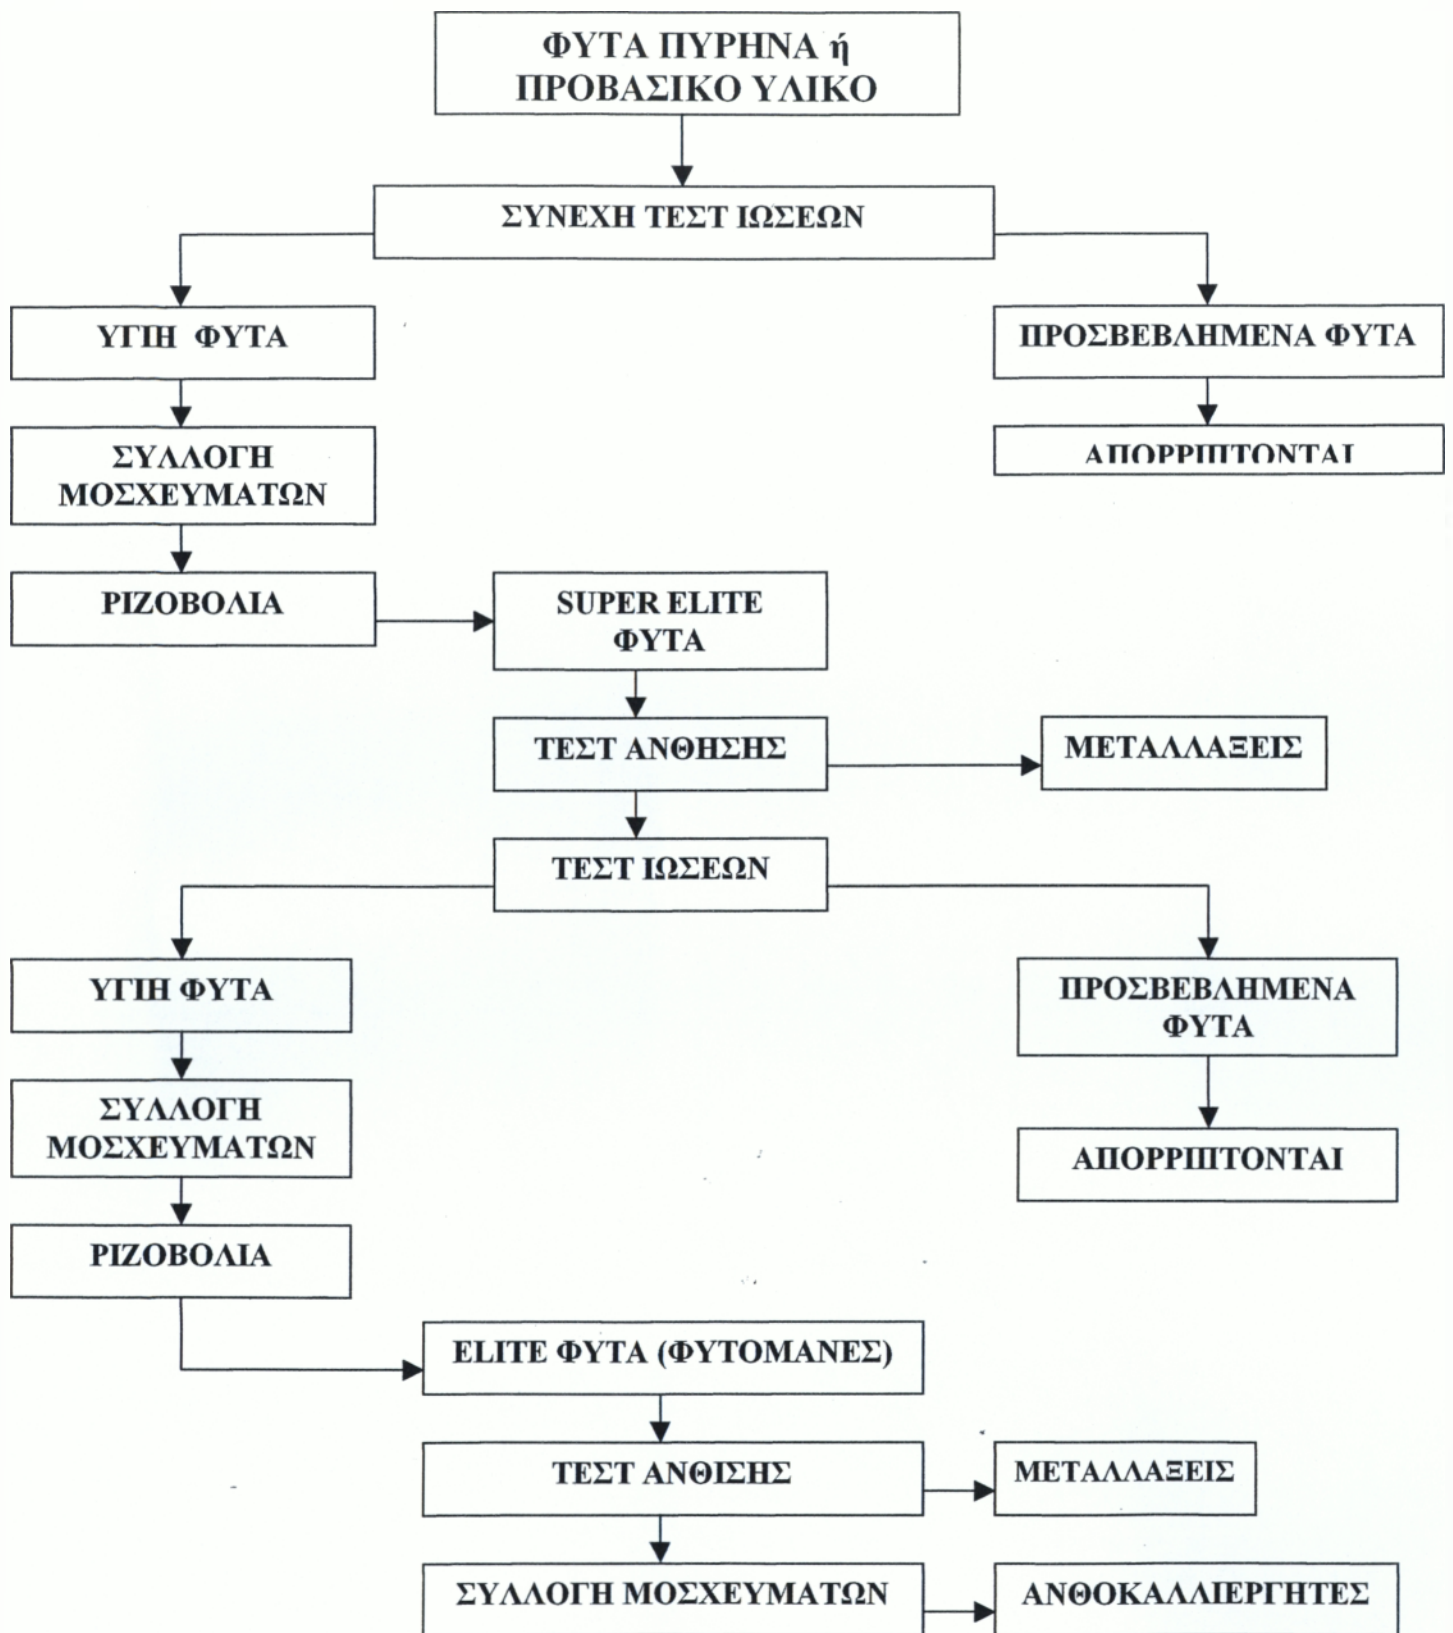 ΦΥΤΑ ΠΥΡΗΝΑ ή
ΠΡΟΒΑΣΙΚΟ ΥΛΙΚΟ
ΣΥΝΕΧΗ ΤΕΣΤ ΙΩΣΕΩΝ
ΥΓΙΗ ΦΥΤΑ
ΠΡΟΣΒΕΒΛΗΜΕΝΑ ΦΥΤΑ
ΣΥΛΛΟΓΗ
ΜΟΣΧΕΥΜΑΤΩΝ
ΑΠΟΡΡΙΠΤΟΝΤΑΙ
ΡΙΖΟΒΟΛΙΑ
SUPER ELITE
ΦΥΤΑ
ΤΕΣΤ ΑΝΘΗΣΗΣ
ΜΕΤΑΛΛΑΞΕΙΣ
ΤΕΣΤ ΙΩΣΕΩΝ
ΥΓΙΗ ΦΥΤΑ
ΠΡΟΣΒΕΒΛΗΜΕΝΑ
ΦΥΤΑ
ΣΥΛΛΟΓΗ
ΜΟΣΧΕΥΜΑΤΩΝ
ΑΠΟΡΡΙΠΤΟΝΤΑΙ
ΡΙΖΟΒΟΛΙΑ
ELITE ΦΥΤΑ (ΦΥΤΟΜΑΝΕΣ)
ΤΕΣΤ ΑΝΘΙΣΗΣ
ΜΕΤΑΛΛΑΞΕΙΣ
ΣΥΛΛΟΓΗ ΜΟΣΧΕΥΜΑΤΩΝ
ΑΝΘΟΚΑΛΛΙΕΡΓΗΤΕΣ